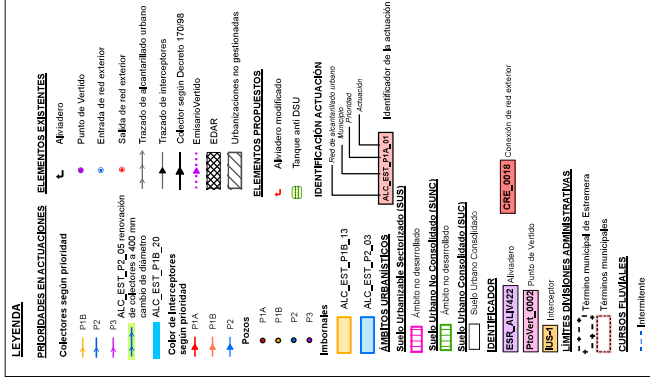 LEYENDA
PRIORIDADES EN ACTUACIONES
Colectores según prioridad
P1B
P2
P3
ALC_EST_P2_05 renovación
de colectores a 400 mm
cambio de diametro
ALC_EST_P1B_20
Color de Interceptores
según prioridad
P1A
P1B
P2
Pozos
P1A
P1B
P2
P3
Imbornales
ALC_EST_P1B_13
ALC_EST_P2_03
ÁMBITOS URBANÍSTICOS
Suelo Urbanizable Sectorizado (SUS)
Ámbito no desarrollado
Suelo Urbano No Consolidado (SUNC)
Ámbito no desarrollado
Suelo Urbano Consolidado (SUC)
Suelo Urbano Consolidado
IDENTIFICADOR
ESR_ALIV422 Aliviadero
PtoVert_0002 Punto de Vertido
IUS-1 Interceptor
CRE_0018 Conexión de red exterior
LÍMITES DIVISIONES ADMINISTRATIVAS
Término municipal de Estremera
Términos municipales
CURSOS FLUVIALES
Intermitente
ELEMENTOS EXISTENTES
Aliviadero
Punto de Vertido
Entrada de red exterior
Salida de red exterior
Trazado de alcantarillado urbano
Trazado de interceptores
Colector según Decreto 170/98
EmisarioVertido
EDAR
Urbanizaciones no gestionadas
ELEMENTOS PROPUESTOS
Aliviadero modificado
Tanque anti DSU
IDENTIFICACIÓN ACTUACIÓN
Red de alcantarillado urbano
Municipio
Prioridad
Actuación
ALC_EST_P1A_01 Identificador de la actuación